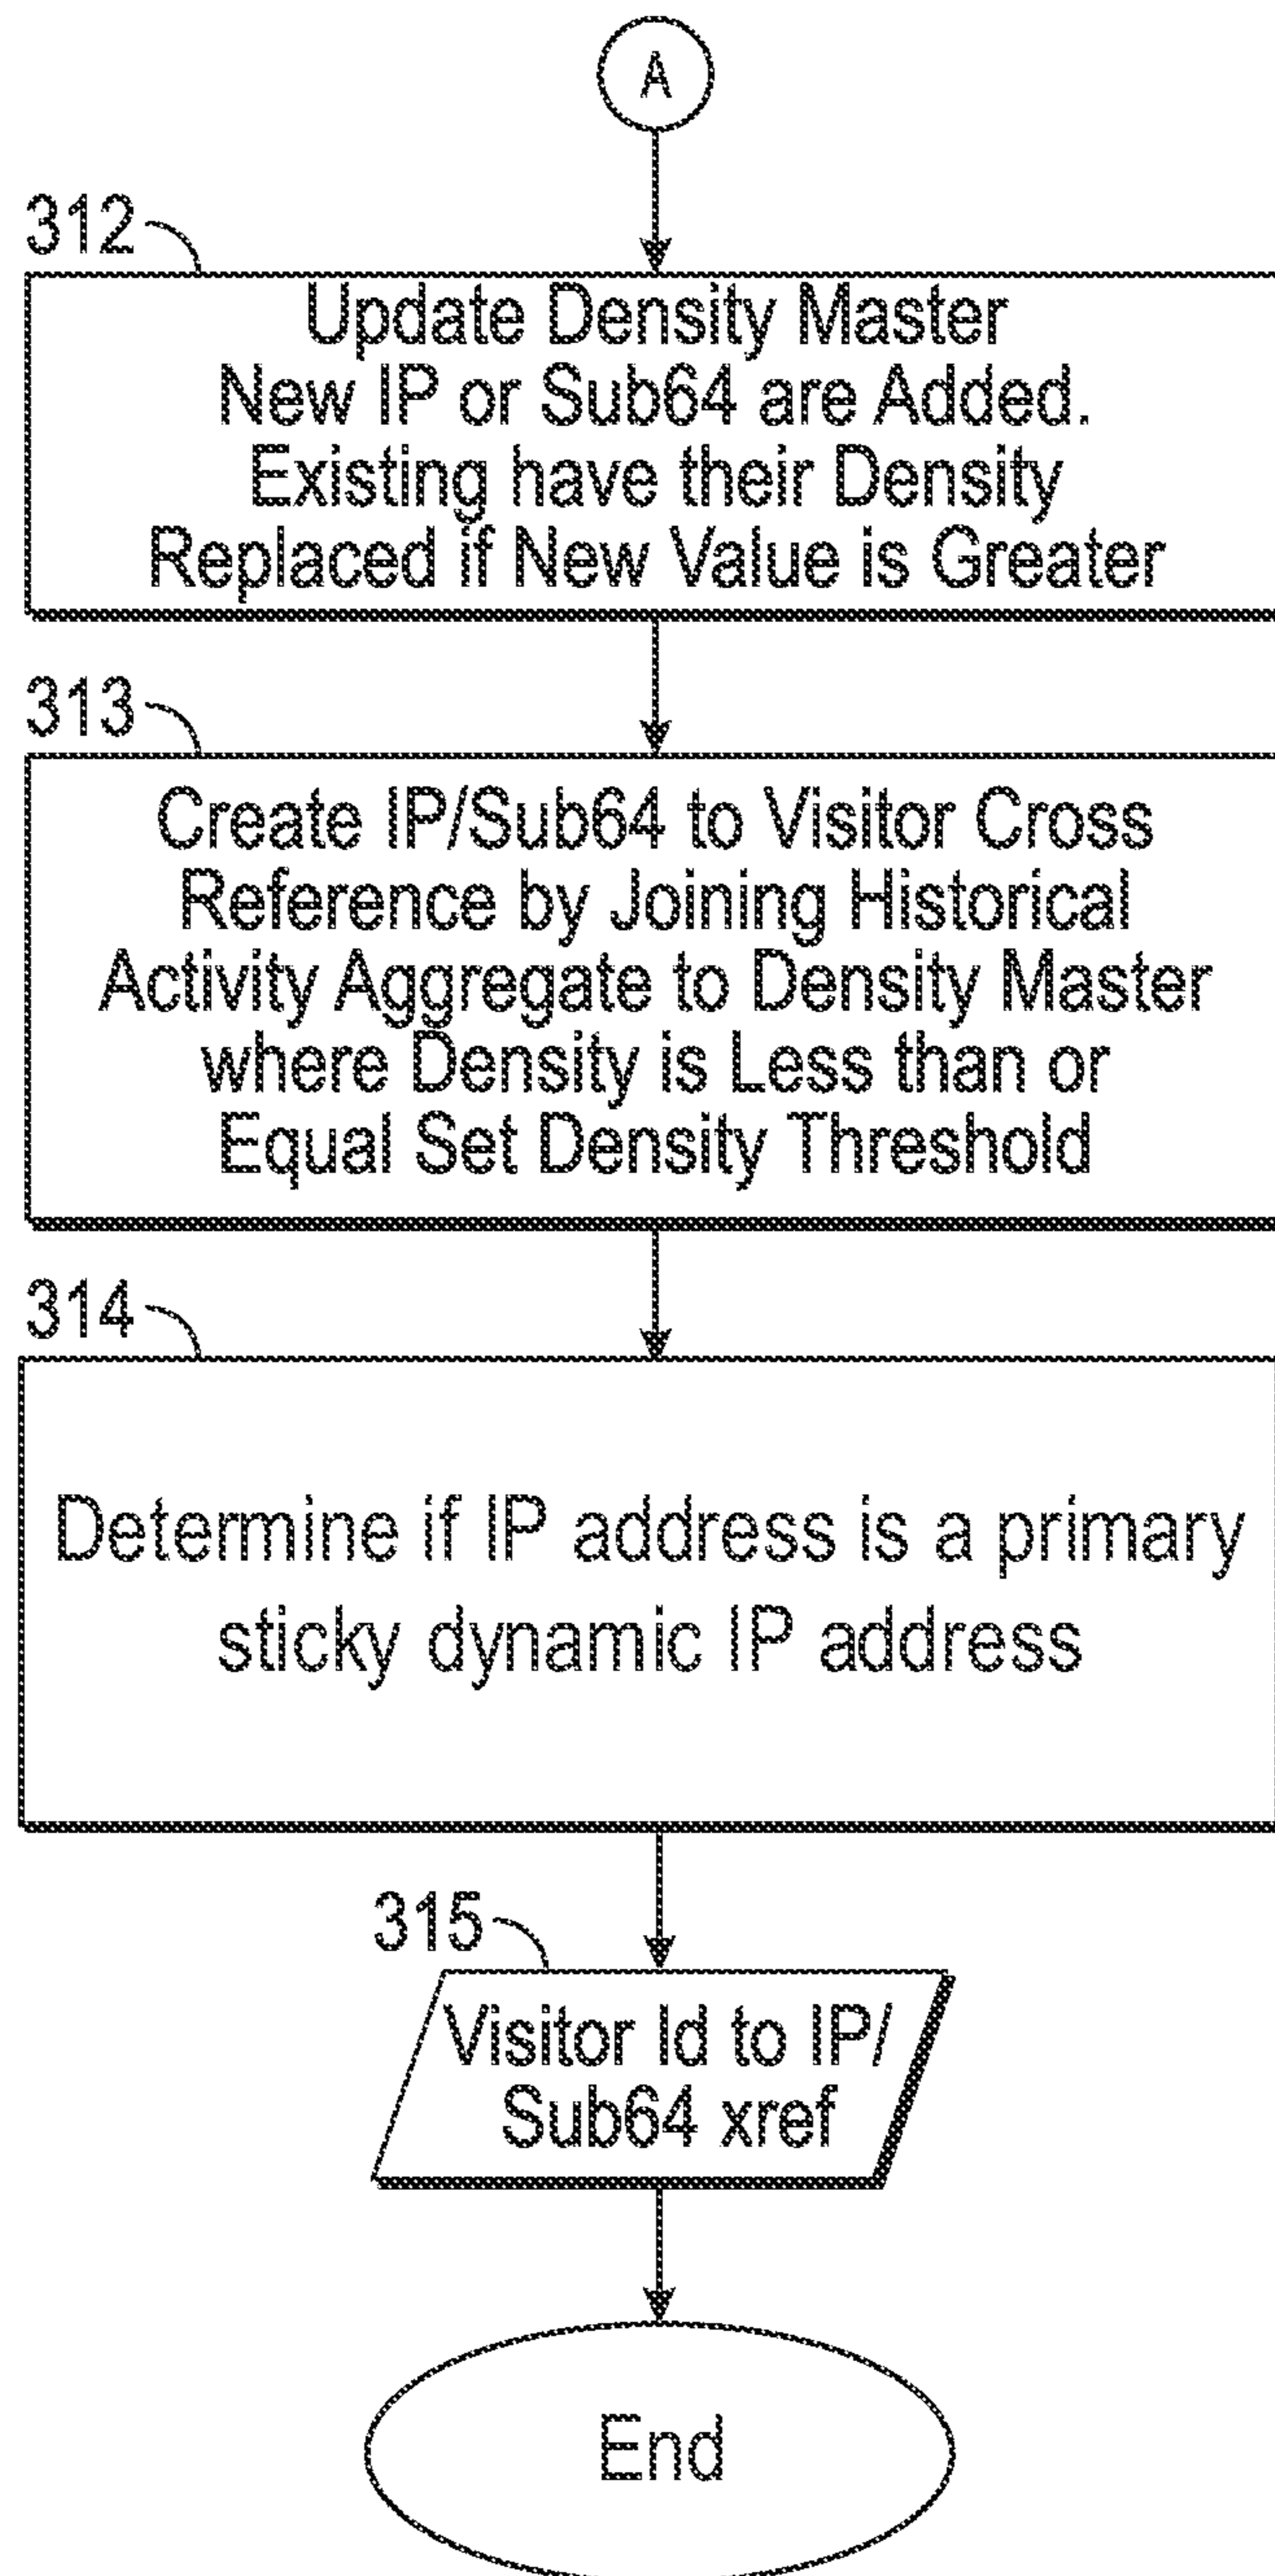 A
312
Update Density Master
New IP or Sub64 are Added.
Existing have their Density
Replaced if New Value is Greater
313
Create IP/Sub64 to Visitor Cross
Reference by Joining Historical
Activity Aggregate to Density Master
where Density is Less than or
Equal Set Density Threshold
314
Determine if IP address is a primary
sticky dynamic IP address
315
Visitor Id to IP/
Sub64 xref
End